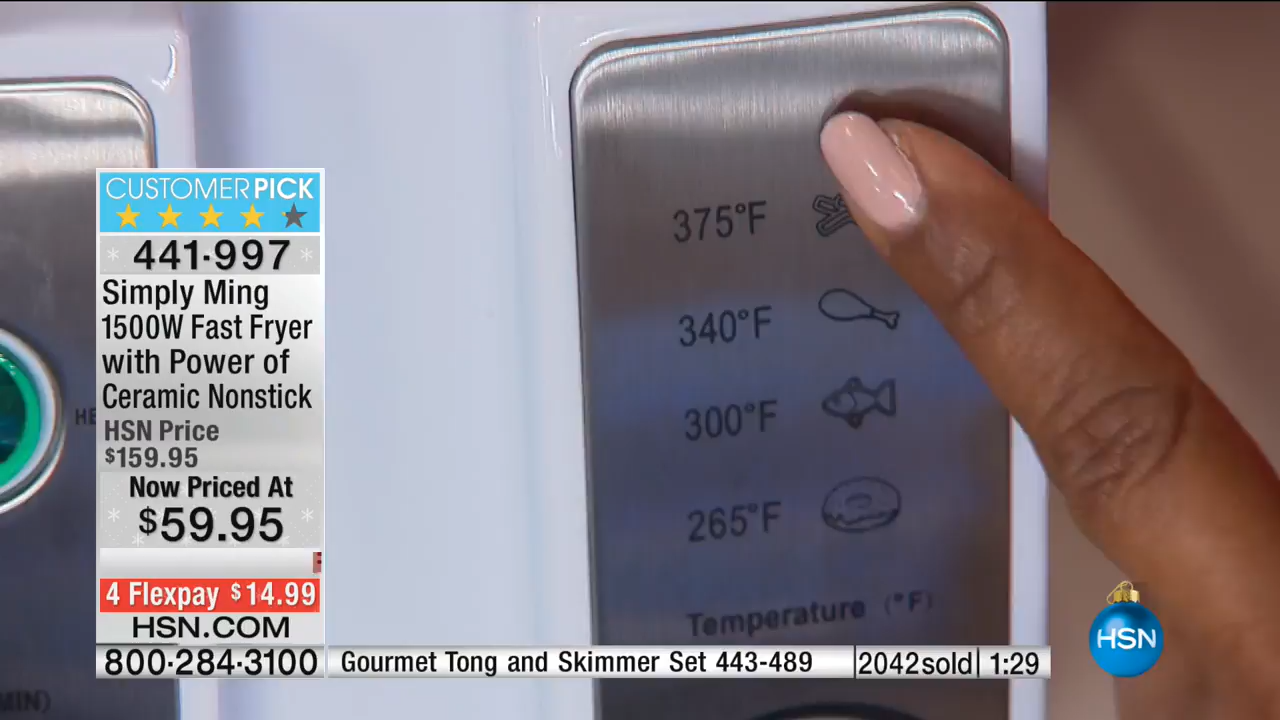 CUSTOMERPICK
441·997
Simply Ming
1500W Fast Fryer
with Power of
Ceramic Nonstick
HSN Price
$159.95
Now Priced At
$59.95
4 Flexpay $14.99
HSN.COM
800·284·3100
Gourmet Tong and Skimmer Set 443-489
2042sold
1:29
375°F
340°F
300°F
265°F
Temperature (°F)
HSN